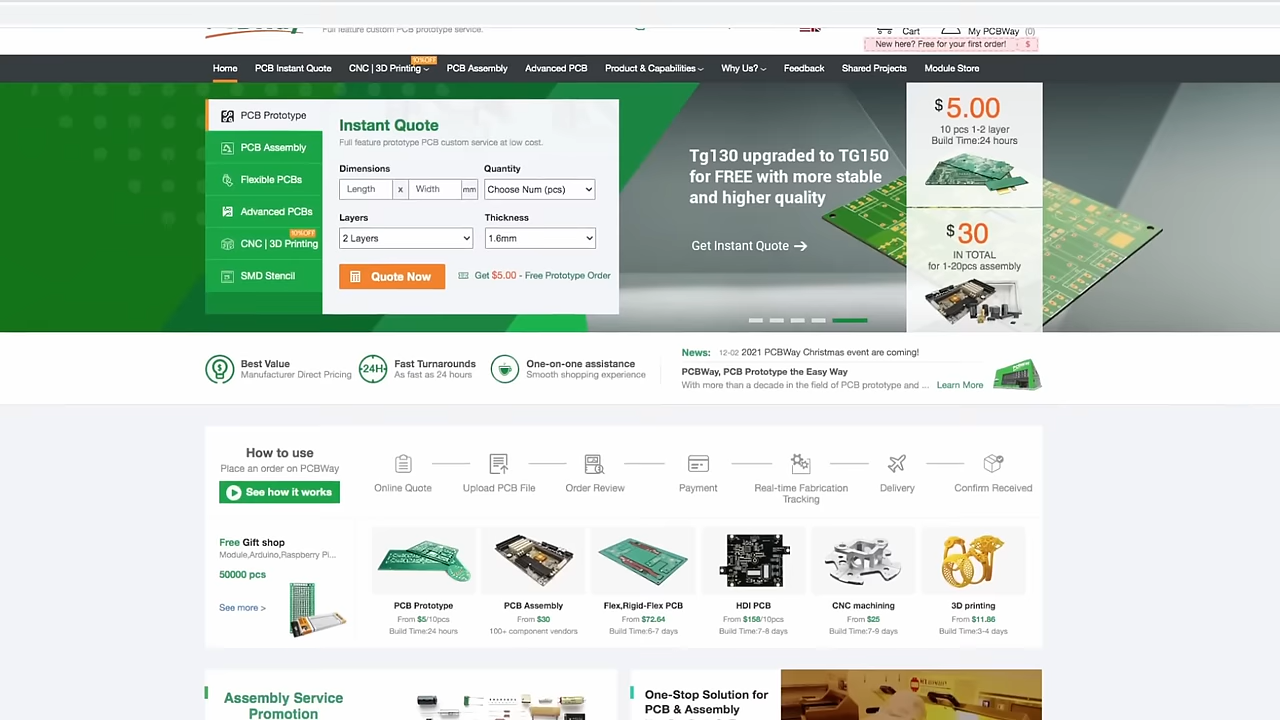 Full feature custom PCB prototype service.
Cart
My PCBWay (0)
New here? Free for your first order!
$
Home
PCB Instant Quote
CNC | 3D Printing
10%OFF
PCB Assembly
Advanced PCB
Product & Capabilities
Why Us?
Feedback
Shared Projects
Module Store
PCB Prototype
PCB Assembly
Flexible PCBs
Advanced PCBs
10%OFF
CNC | 3D Printing
SMD Stencil
Instant Quote
Full feature prototype PCB custom service at low cost.
Dimensions
Quantity
Length x Width mm
Choose Num (pcs)
Layers
Thickness
2 Layers
1.6mm
Quote Now
Get $5.00 - Free Prototype Order
Tg130 upgraded to TG150
for FREE with more stable
and higher quality
Get Instant Quote →
$5.00
10 pcs 1-2 layer
Build Time:24 hours
$30
IN TOTAL
for 1-20pcs assembly
Best Value
Manufacturer Direct Pricing
24H
Fast Turnarounds
As fast as 24 hours
One-on-one assistance
Smooth shopping experience
News: 12-02 2021 PCBWay Christmas event are coming!
PCBWay, PCB Prototype the Easy Way
With more than a decade in the field of PCB prototype and ... Learn More
How to use
Place an order on PCBWay
See how it works
Online Quote
Upload PCB File
Order Review
Payment
Real-time Fabrication
Tracking
Delivery
Confirm Received
Free Gift shop
Module,Arduino,Raspberry Pi...
50000 pcs
See more >
PCB Prototype
From $5/10pcs
Build Time:24 hours
PCB Assembly
From $30
100+ component vendors
Flex,Rigid-Flex PCB
From $72.64
Build Time:6-7 days
HDI PCB
From $158/10pcs
Build Time:7-8 days
CNC machining
From $25
Build Time:7-9 days
3D printing
From $11.86
Build Time:3-4 days
Assembly Service
Promotion
One-Stop Solution for
PCB & Assembly